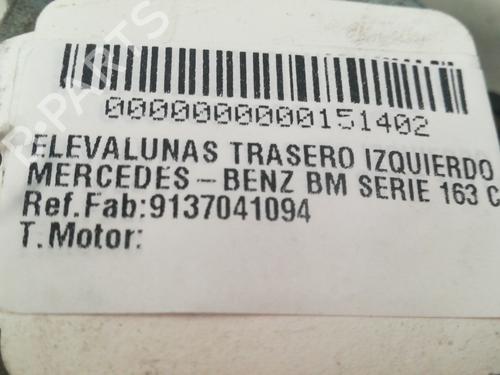 0000000000151402
ELEVALUNAS TRASERO IZQUIERDO
MERCEDES-BENZ BM SERIE 163 C
Ref.Fab:9137041094
T.Motor: